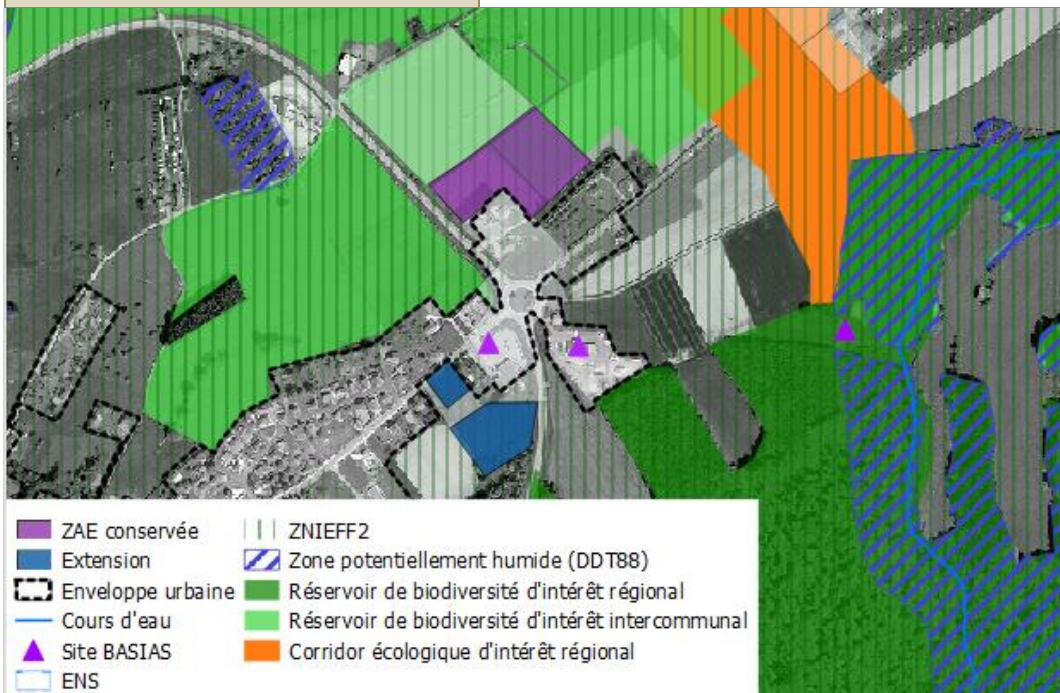 ZAE conservée
Extension
Enveloppe urbaine
Cours d'eau
Site BASIAS
ENS
ZNIEFF2
Zone potentiellement humide (DDT88)
Réservoir de biodiversité d'intérêt régional
Réservoir de biodiversité d'intérêt intercommunal
Corridor écologique d'intérêt régional